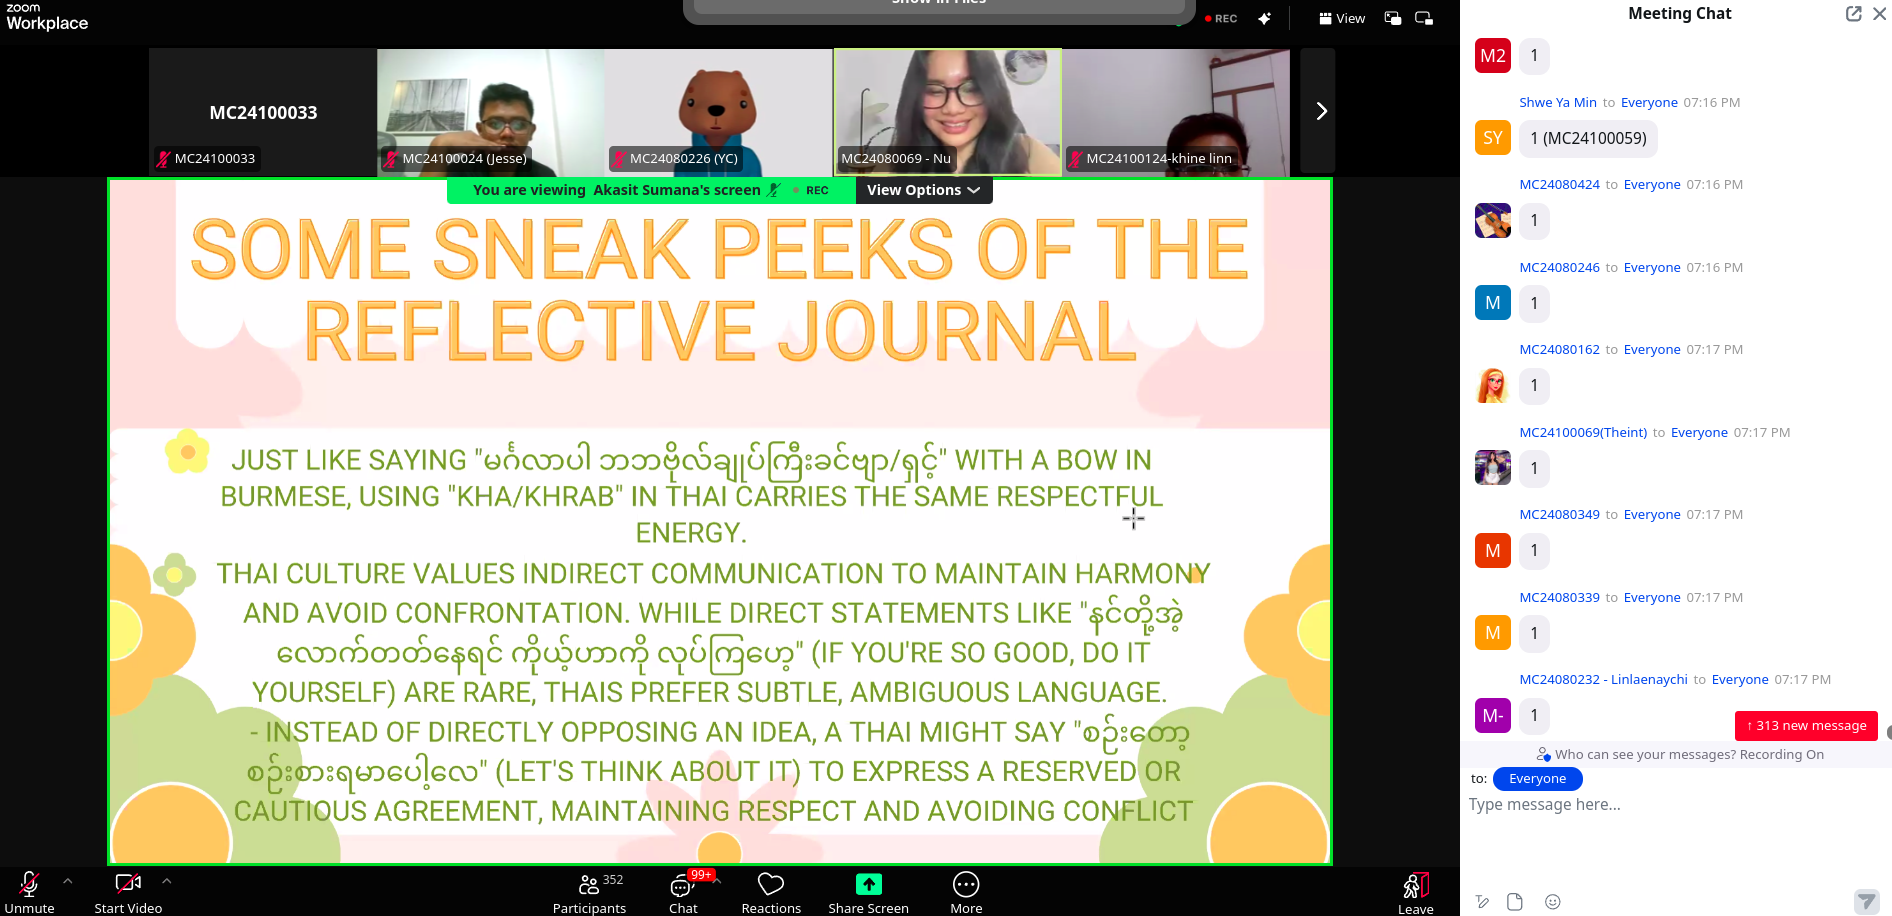 zoom
Workplace
Show in Files
REC
View
MC24100033
MC24100033
MC24100024 (Jesse)
MC24080226 (YC)
MC24080069 - Nu
MC24100124-khine linn
You are viewing Akasit Sumana's screen
REC
View Options
SOME SNEAK PEEKS OF THE
REFLECTIVE JOURNAL
JUST LIKE SAYING "မင်္ဂလာပါ ဘဘဗိုလ်ချုပ်ကြီးခင်ဗျာ/ရှင့်" WITH A BOW IN
BURMESE, USING "KHA/KHRAB" IN THAI CARRIES THE SAME RESPECTFUL
ENERGY.
THAI CULTURE VALUES INDIRECT COMMUNICATION TO MAINTAIN HARMONY
AND AVOID CONFRONTATION. WHILE DIRECT STATEMENTS LIKE "နင်တို့အဲ့
လောက်တတ်နေရင် ကိုယ့်ဟာကို လုပ်ကြဟေ့" (IF YOU'RE SO GOOD, DO IT
YOURSELF) ARE RARE, THAIS PREFER SUBTLE, AMBIGUOUS LANGUAGE.
- INSTEAD OF DIRECTLY OPPOSING AN IDEA, A THAI MIGHT SAY "စဉ်းတော့
စဉ်းစားရမာပေါ့လေ" (LET'S THINK ABOUT IT) TO EXPRESS A RESERVED OR
CAUTIOUS AGREEMENT, MAINTAINING RESPECT AND AVOIDING CONFLICT
Unmute
Start Video
352
Participants
99+
Chat
Reactions
Share Screen
More
Leave
Meeting Chat
M2
1
Shwe Ya Min to Everyone 07:16 PM
SY
1 (MC24100059)
MC24080424 to Everyone 07:16 PM
1
MC24080246 to Everyone 07:16 PM
M
1
MC24080162 to Everyone 07:17 PM
1
MC24100069(Theint) to Everyone 07:17 PM
1
MC24080349 to Everyone 07:17 PM
M
1
MC24080339 to Everyone 07:17 PM
M
1
MC24080232 - Linlaenaychi to Everyone 07:17 PM
M-
1
↑ 313 new message
Who can see your messages? Recording On
to: Everyone
Type message here...